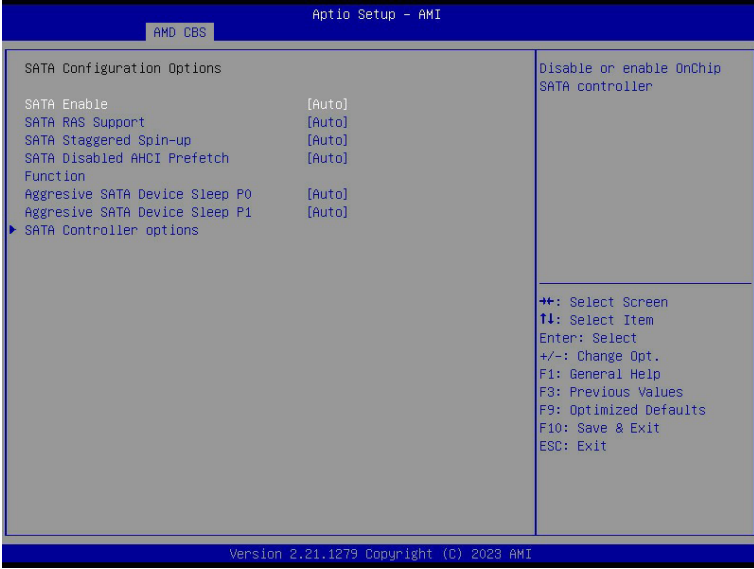 Aptio Setup - AMI
AMD CBS
SATA Configuration Options
SATA Enable [Auto]
SATA RAS Support [Auto]
SATA Staggered Spin-up [Auto]
SATA Disabled AHCI Prefetch [Auto]
Function
Aggresive SATA Device Sleep P0 [Auto]
Aggresive SATA Device Sleep P1 [Auto]
SATA Controller options
Disable or enable OnChip
SATA controller
→←: Select Screen
↑↓: Select Item
Enter: Select
+/-: Change Opt.
F1: General Help
F3: Previous Values
F9: Optimized Defaults
F10: Save & Exit
ESC: Exit
Version 2.21.1279 Copyright (C) 2023 AMI